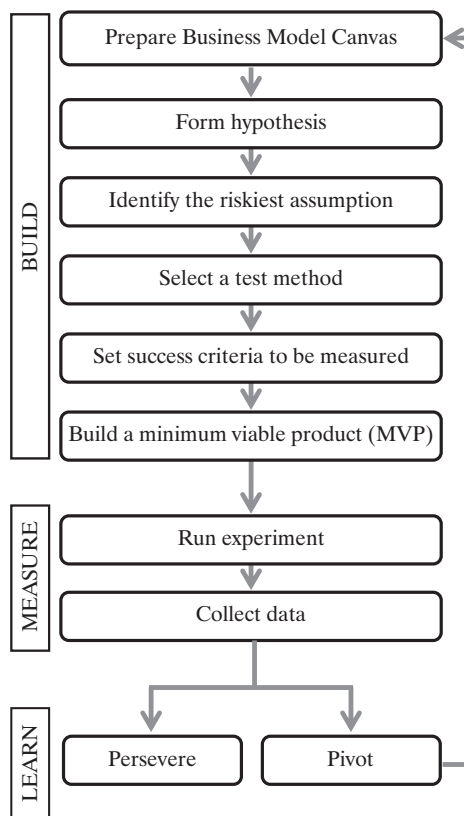 BUILD
Prepare Business Model Canvas
Form hypothesis
Identify the riskiest assumption
Select a test method
Set success criteria to be measured
Build a minimum viable product (MVP)
MEASURE
Run experiment
Collect data
LEARN
Persevere
Pivot